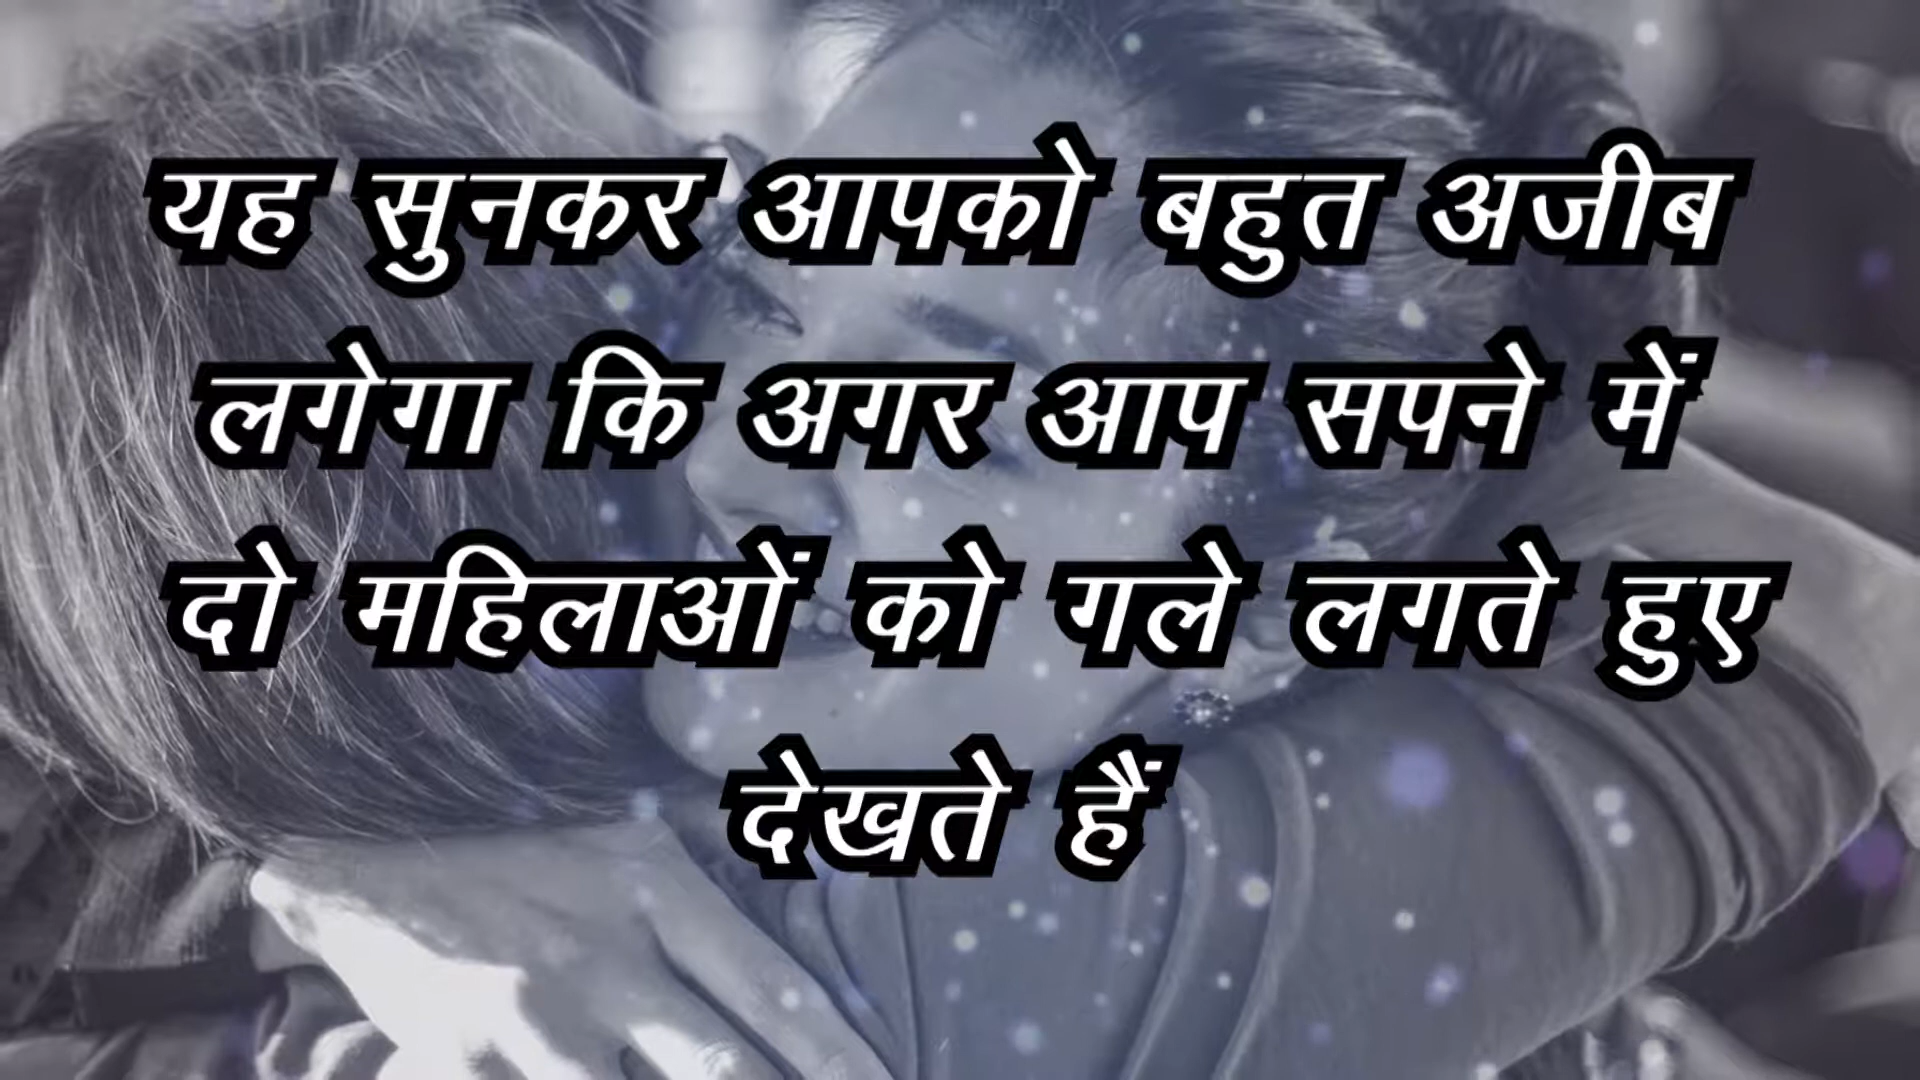 यह सुनकर आपको बहुत अजीब
लगेगा कि अगर आप सपने में
दो महिलाओं को गले लगते हुए
देखते हैं